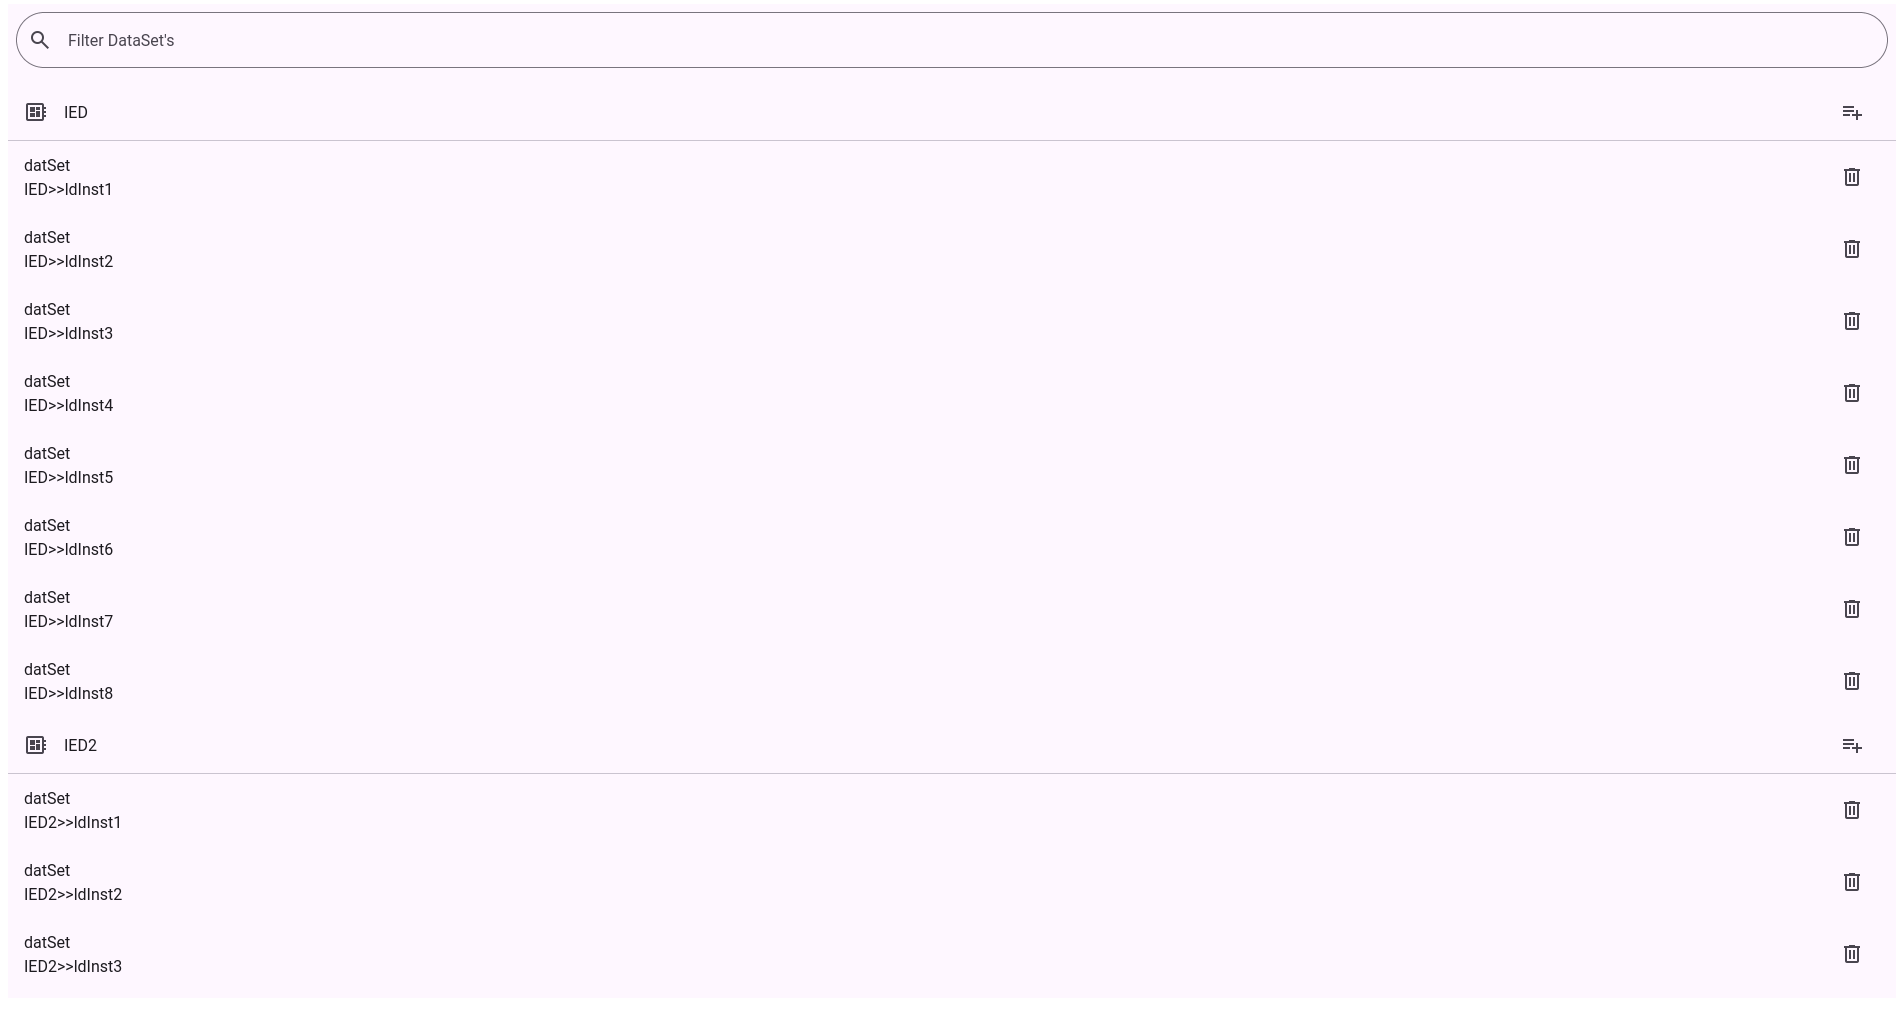 Filter DataSet's
IED
datSet
IED>>ldInst1
datSet
IED>>ldInst2
datSet
IED>>ldInst3
datSet
IED>>ldInst4
datSet
IED>>ldInst5
datSet
IED>>ldInst6
datSet
IED>>ldInst7
datSet
IED>>ldInst8
IED2
datSet
IED2>>ldInst1
datSet
IED2>>ldInst2
datSet
IED2>>ldInst3